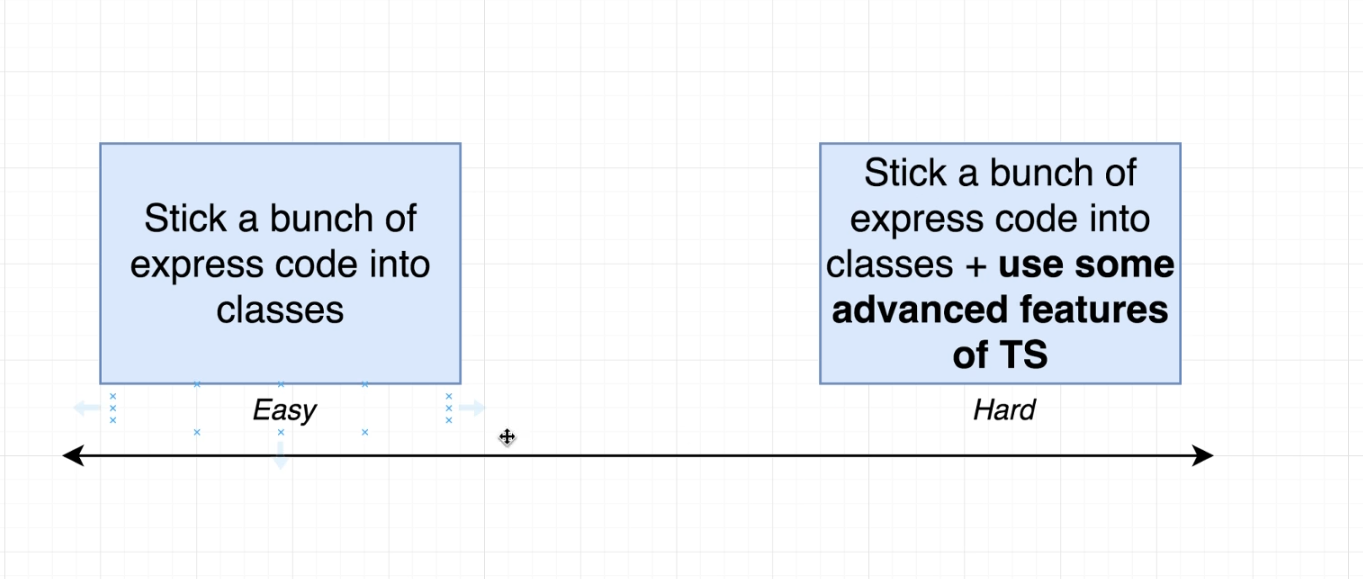 Stick a bunch of
express code into
classes
Stick a bunch of
express code into
classes + use some
advanced features
of TS
Easy
Hard